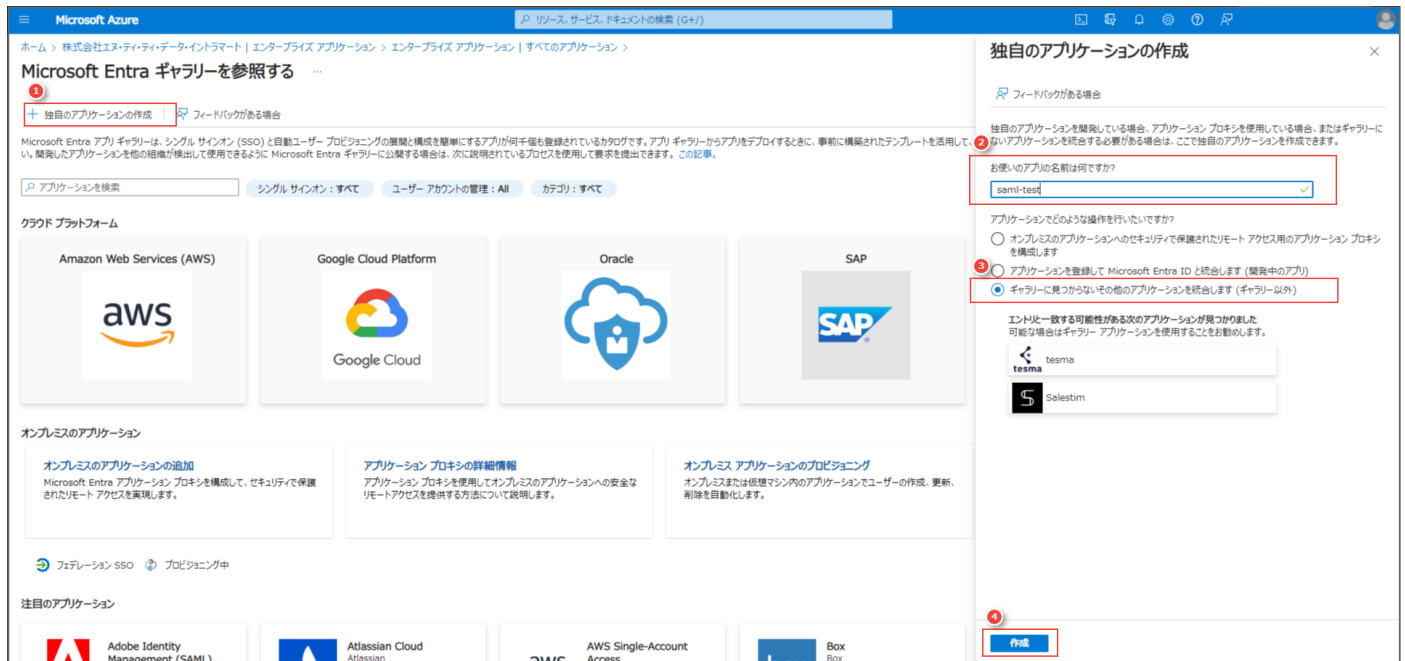 Microsoft Azure
リソース、サービス、ドキュメントの検索 (G+/)
ホーム > 株式会社エヌ・ティ・ティ・データ・イントラマート | エンタープライズ アプリケーション > エンタープライズ アプリケーション | すべてのアプリケーション >
Microsoft Entra ギャラリーを参照する ...
1
+ 独自のアプリケーションの作成
フィードバックがある場合
Microsoft Entra アプリ ギャラリーは、シングル サインオン (SSO) と自動ユーザー プロビジョニングの展開と構成を簡単にするアプリが何千個も登録されているカタログです。アプリ ギャラリーからアプリをデプロイするときに、事前に構築されたテンプレートを活用して、
い。開発したアプリケーションを他の組織が検出して使用できるように Microsoft Entra ギャラリーに公開する場合は、次に説明されているプロセスを使用して要求を提出できます。この記事。
アプリケーションを検索
シングル サインオン : すべて
ユーザー アカウントの管理 : All
カテゴリ : すべて
クラウド プラットフォーム
Amazon Web Services (AWS)
aws
Google Cloud Platform
Google Cloud
Oracle
SAP
SAP
オンプレミスのアプリケーション
オンプレミスのアプリケーションの追加
Microsoft Entra アプリケーション プロキシを構成して、セキュリティで保護
されたリモート アクセスを実現します。
アプリケーション プロキシの詳細情報
アプリケーション プロキシを使用してオンプレミスのアプリケーションへの安全な
リモートアクセスを提供する方法について説明します。
オンプレミス アプリケーションのプロビジョニング
オンプレミスまたは仮想マシン内のアプリケーションでユーザーの作成、更新、
削除を自動化します。
フェデレーション SSO
プロビジョニング中
注目のアプリケーション
Adobe Identity
Management (SAML)
Atlassian Cloud
Atlassian
aws
AWS Single-Account
Access
Box
Box
独自のアプリケーションの作成
フィードバックがある場合
独自のアプリケーションを開発している場合、アプリケーション プロキシを使用している場合、またはギャラリーに
ないアプリケーションを統合する必要がある場合は、ここで独自のアプリケーションを作成できます。
2
お使いのアプリの名前は何ですか?
saml-test
アプリケーションでどのような操作を行いたいですか?
オンプレミスのアプリケーションへのセキュリティで保護されたリモート アクセス用のアプリケーション プロキシ
を構成します
3
アプリケーションを登録して Microsoft Entra ID と統合します (開発中のアプリ)
ギャラリーに見つからないその他のアプリケーションを統合します (ギャラリー以外)
エントリと一致する可能性がある次のアプリケーションが見つかりました
可能な場合はギャラリー アプリケーションを使用することをお勧めします。
tesma
tesma
Salestim
4
作成